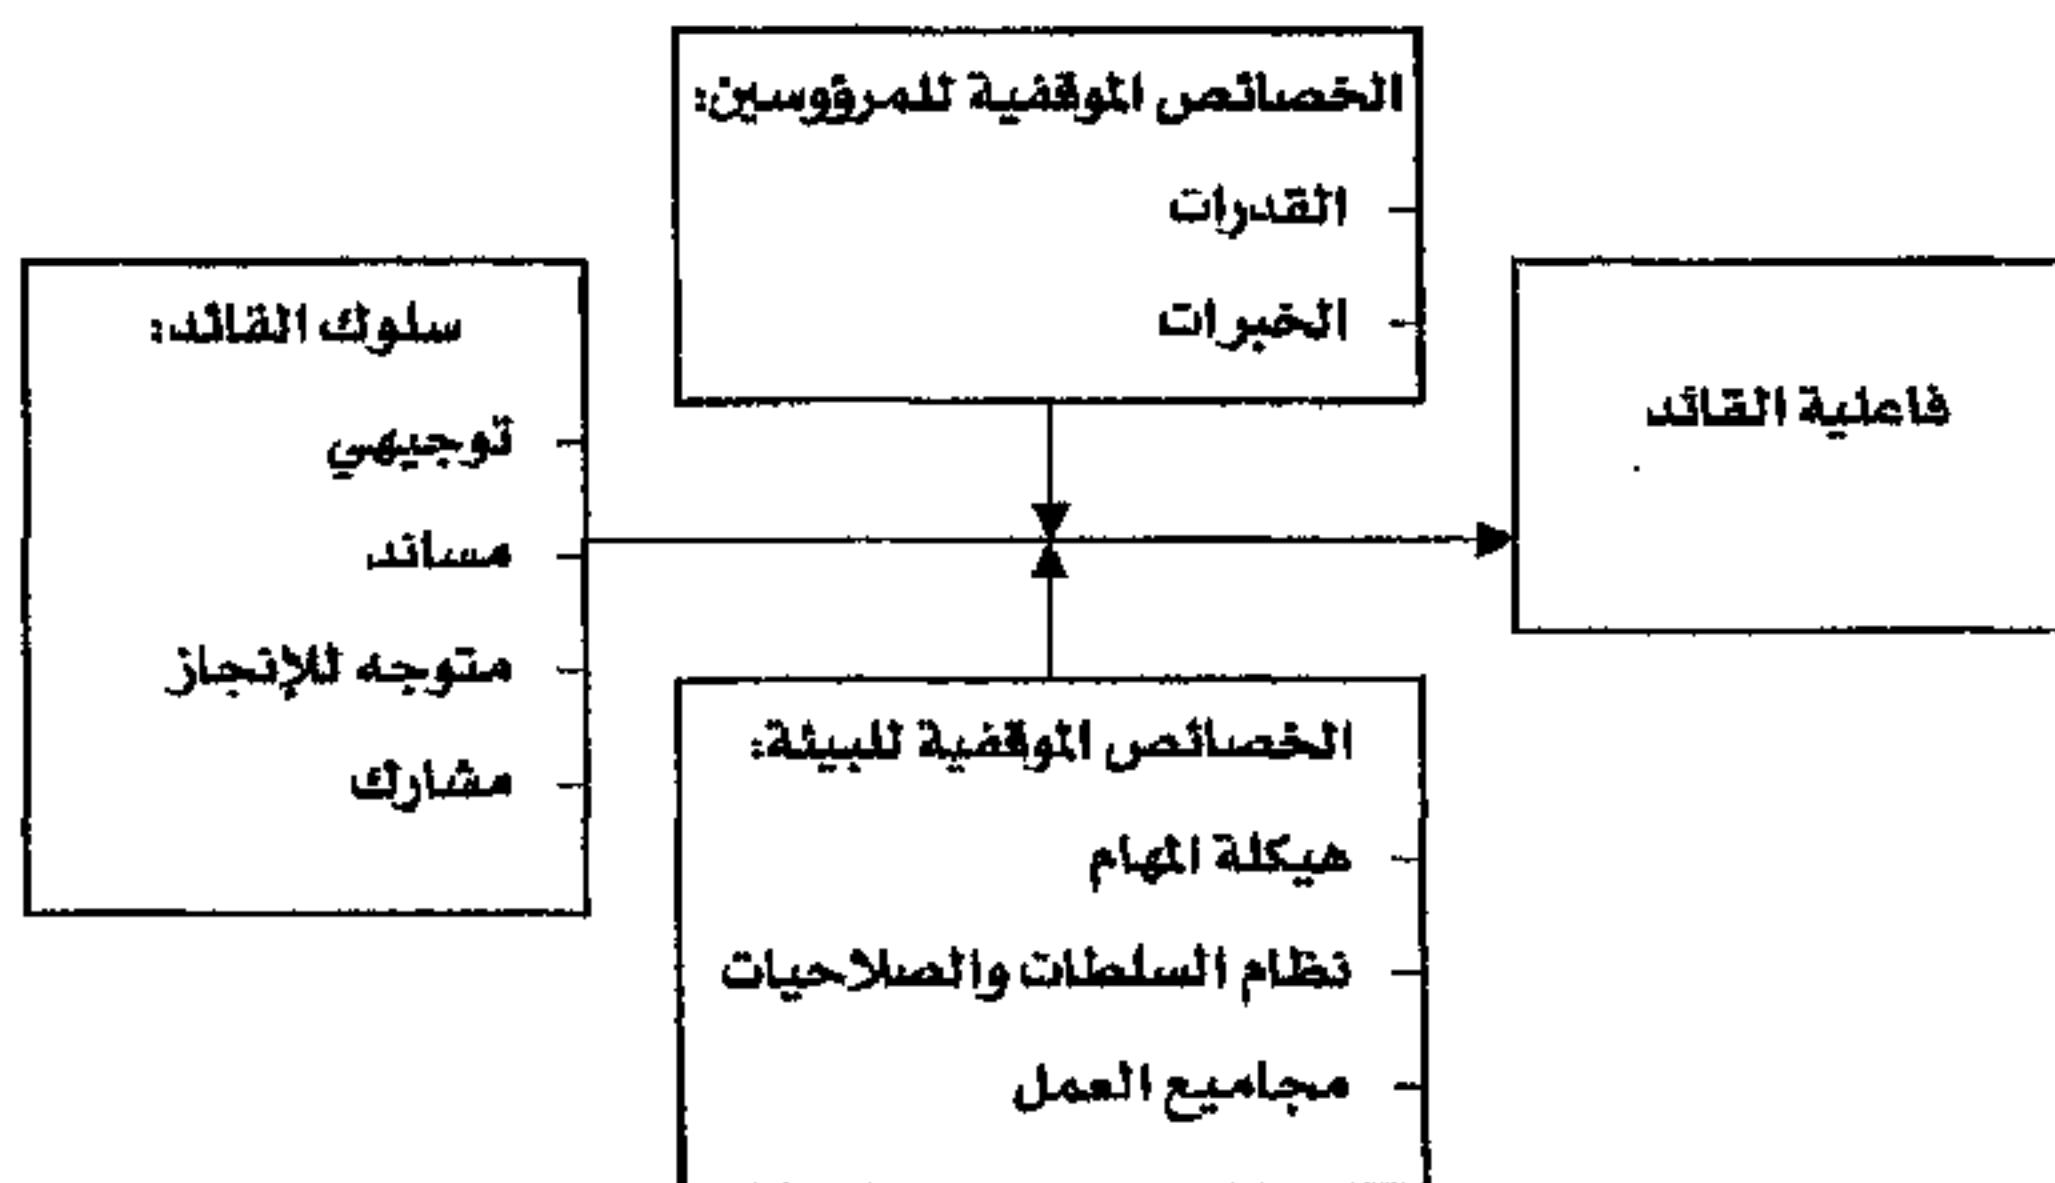 الخصائص الموقفية للمرؤوسين:
- القدرات
- الخبرات
سلوك القائد:
- توجيهي
- مساند
- متوجه للإنجاز
- مشارك
فاعلية القائد
الخصائص الموقفية للبيئة:
- هيكلة المهام
- نظام السلطات والصلاحيات
- مجاميع العمل